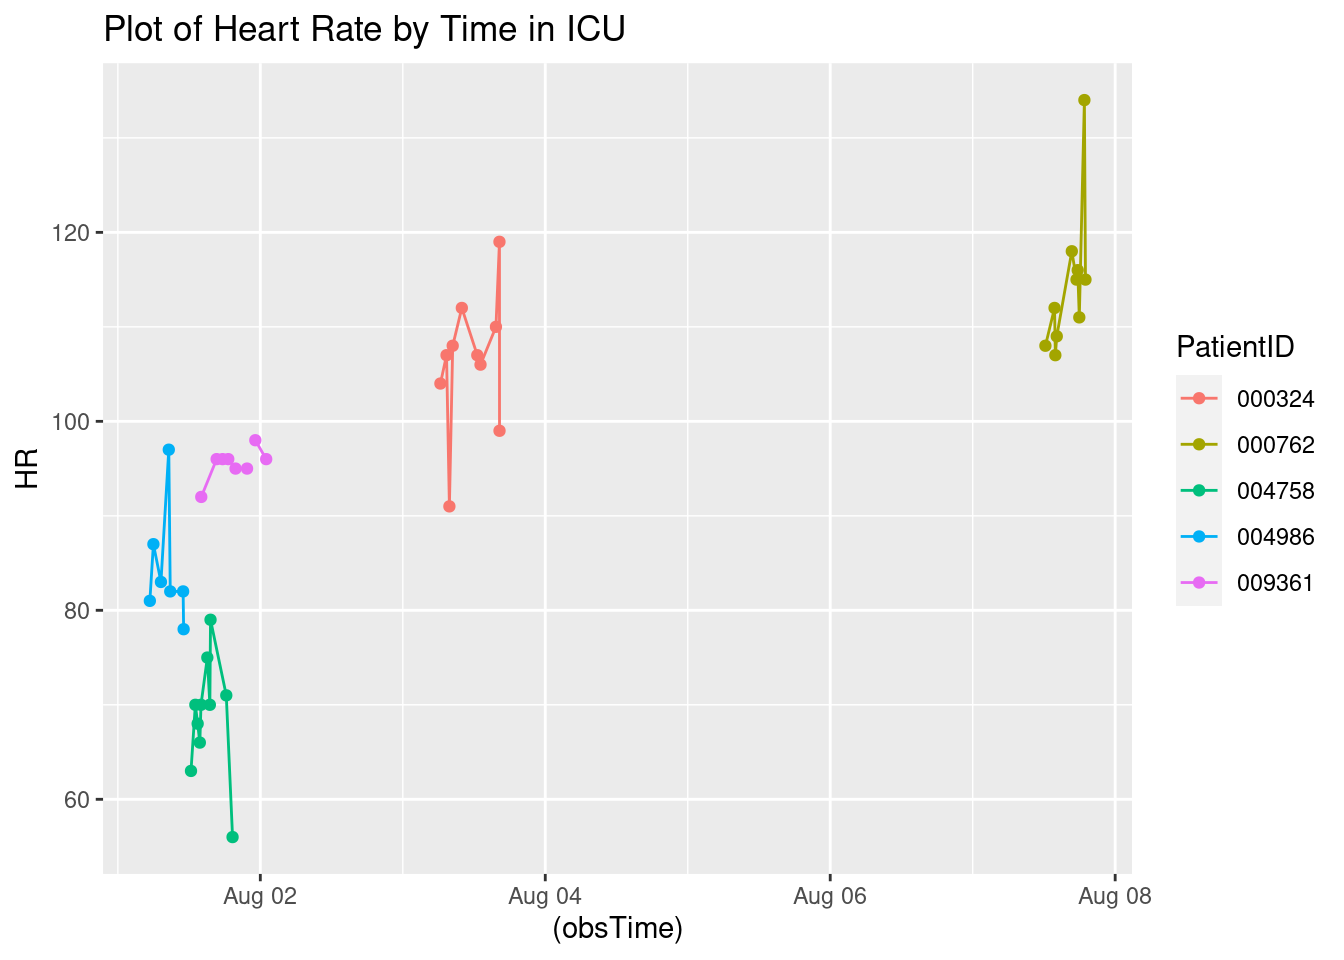 Plot of Heart Rate by Time in ICU
HR
120
100
80
60
Aug 02
Aug 04
Aug 06
Aug 08
(obsTime)
PatientID
000324
000762
004758
004986
009361